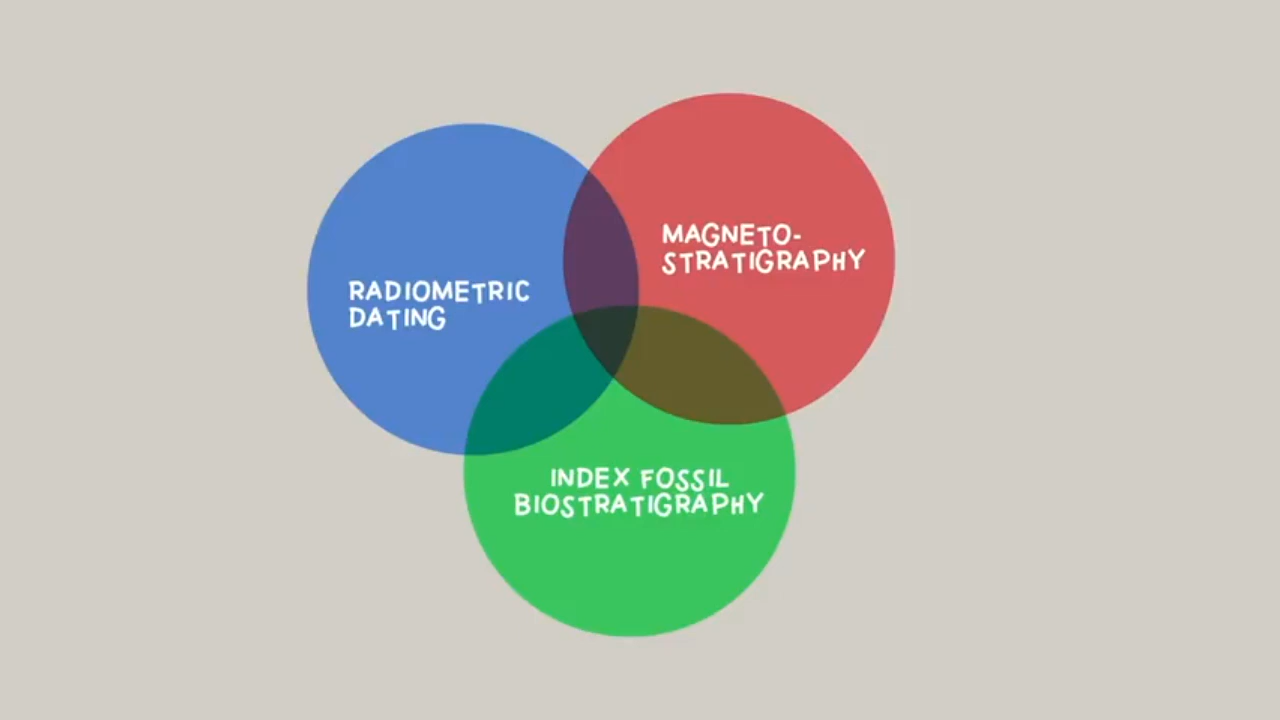 RADIOMETRIC
DATING
MAGNETO-
STRATIGRAPHY
INDEX FOSSIL
BIOSTRATIGRAPHY